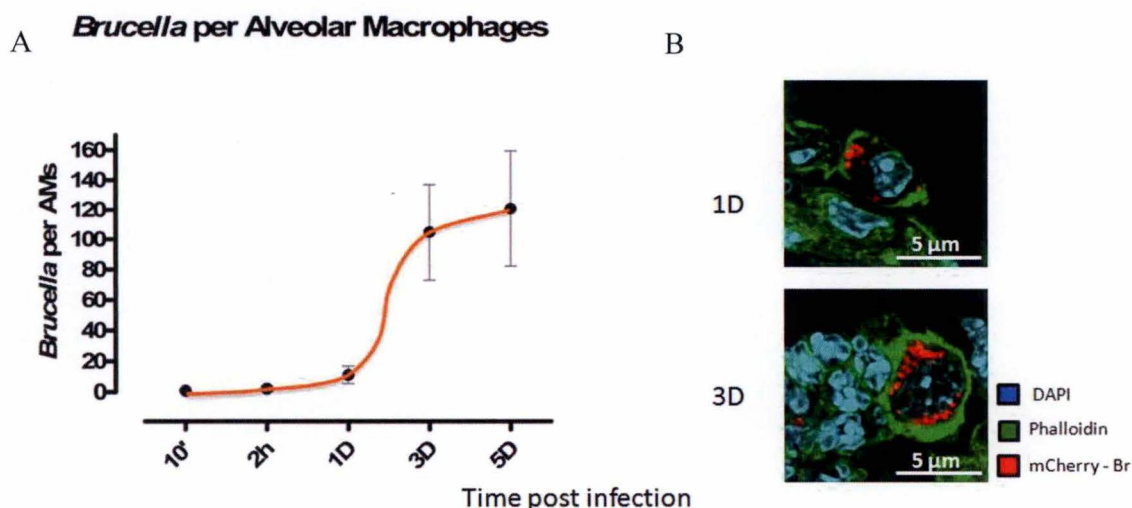 A
Brucella per Alveolar Macrophages
Brucella per AMs
160
140
120
100
80
60
40
20
0
10'
2h
1D
3D
5D
Time post infection
B
1D
5 µm
3D
5 µm
DAPI
Phalloidin
mCherry - Br